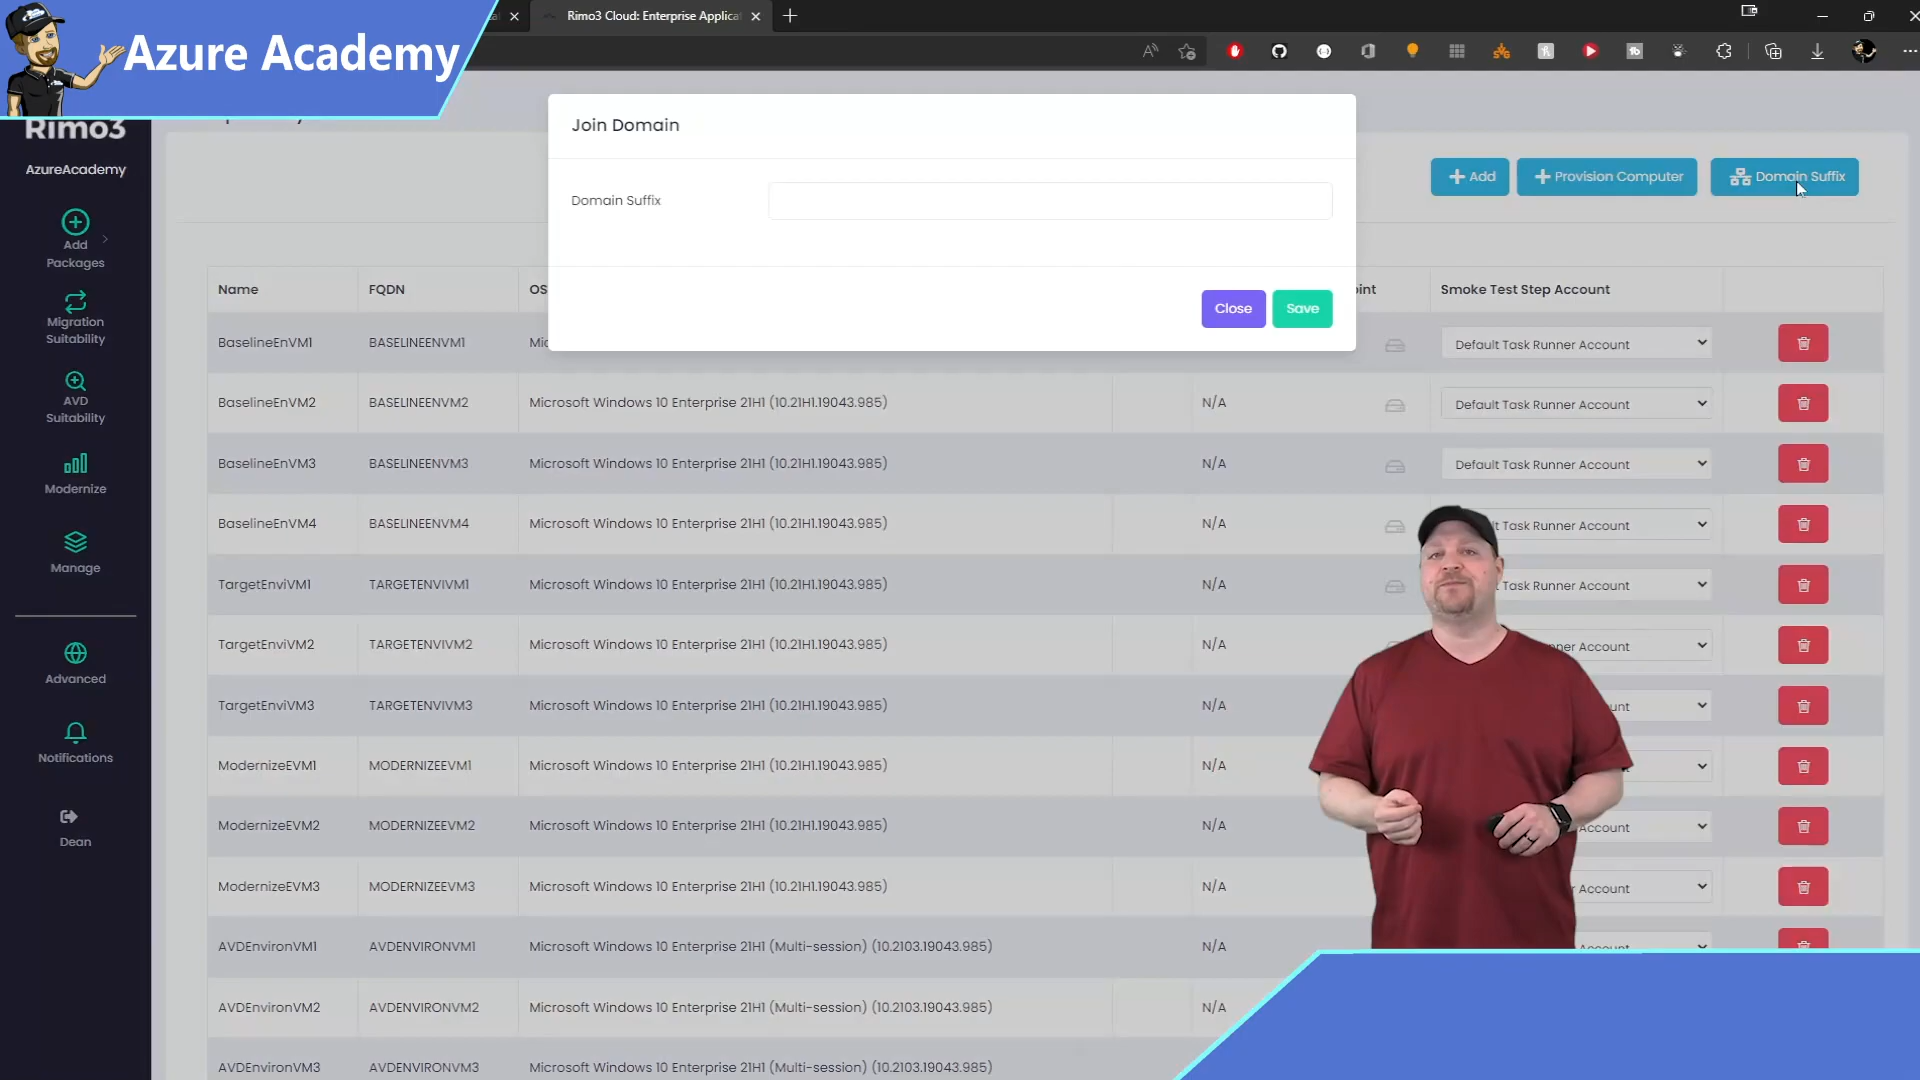 Azure Academy
Rimo3 Cloud: Enterprise Applica
Rimo3
AzureAcademy
Add
Packages
Migration
Suitability
AVD
Suitability
Modernize
Manage
Advanced
Notifications
Dean
Join Domain
Domain Suffix
Close Save
Add Provision Computer Domain Suffix
Name FQDN OS Smoke Test Step Account
BaselineEnVM1 BASELINEENVM1 Default Task Runner Account
BaselineEnVM2 BASELINEENVM2 Microsoft Windows 10 Enterprise 21H1 (10.21H1.19043.985) N/A Default Task Runner Account
BaselineEnVM3 BASELINEENVM3 Microsoft Windows 10 Enterprise 21H1 (10.21H1.19043.985) N/A Default Task Runner Account
BaselineEnVM4 BASELINEENVM4 Microsoft Windows 10 Enterprise 21H1 (10.21H1.19043.985) N/A Task Runner Account
TargetEnviVM1 TARGETENVIVM1 Microsoft Windows 10 Enterprise 21H1 (10.21H1.19043.985) N/A Task Runner Account
TargetEnviVM2 TARGETENVIVM2 Microsoft Windows 10 Enterprise 21H1 (10.21H1.19043.985) N/A Account
TargetEnviVM3 TARGETENVIVM3 Microsoft Windows 10 Enterprise 21H1 (10.21H1.19043.985) N/A
ModernizeEVM1 MODERNIZEEVM1 Microsoft Windows 10 Enterprise 21H1 (10.21H1.19043.985) N/A
ModernizeEVM2 MODERNIZEEVM2 Microsoft Windows 10 Enterprise 21H1 (10.21H1.19043.985) N/A Account
ModernizeEVM3 MODERNIZEEVM3 Microsoft Windows 10 Enterprise 21H1 (10.21H1.19043.985) N/A Account
AVDEnvironVM1 AVDENVIRONVM1 Microsoft Windows 10 Enterprise 21H1 (Multi-session) (10.2103.19043.985) N/A
AVDEnvironVM2 AVDENVIRONVM2 Microsoft Windows 10 Enterprise 21H1 (Multi-session) (10.2103.19043.985) N/A
AVDEnvironVM3 AVDENVIRONVM3 Microsoft Windows 10 Enterprise 21H1 (Multi-session) (10.2103.19043.985)